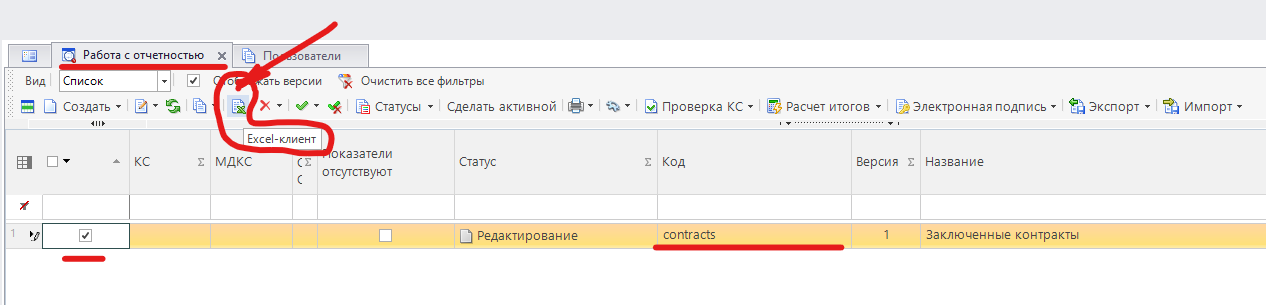 Работа с отчетностью Пользователи
Вид Список Отображать версии Очистить все фильтры
Создать Статусы Сделать активной Проверка КС Расчет итогов Электронная подпись Экспорт Импорт
Excel-клиент
КС Σ МДКС Σ Показатели отсутствуют Статус Σ Код Версия Σ Название
1 Редактирование contracts 1 Заключенные контракты